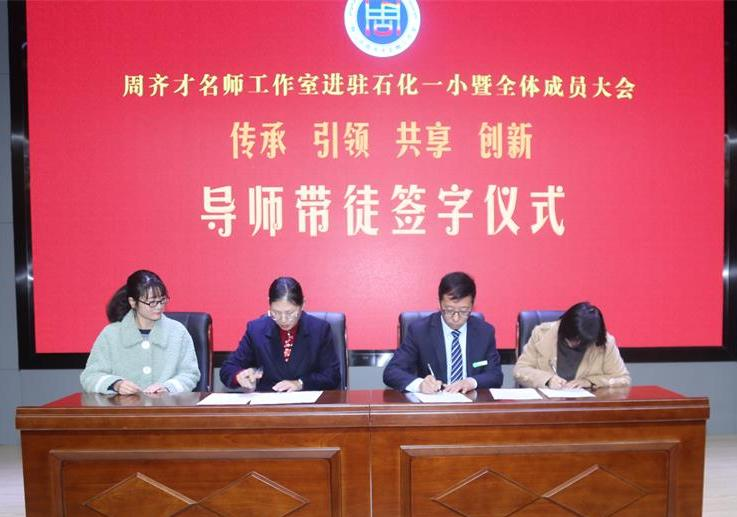 周
周齐才名师工作室进驻石化一小暨全体成员大会
传承 引领 共享 创新
导师带徒签字仪式